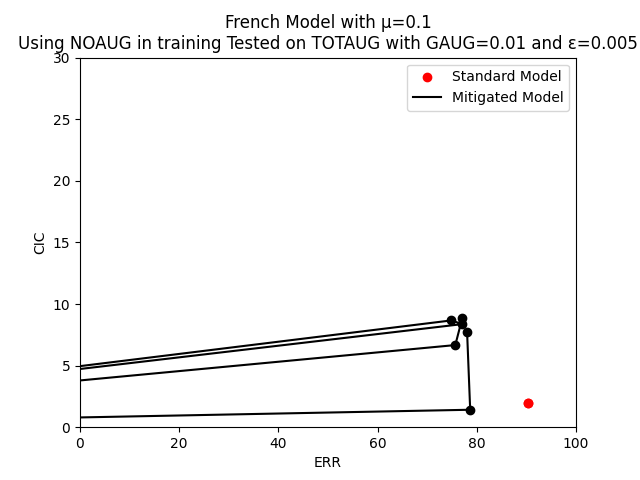 French Model with μ=0.1
Using NOAUG in training Tested on TOTAUG with GAUG=0.01 and ε=0.005
Standard Model
Mitigated Model
30
25
20
15
10
5
0
CIC
0 20 40 60 80 100
ERR